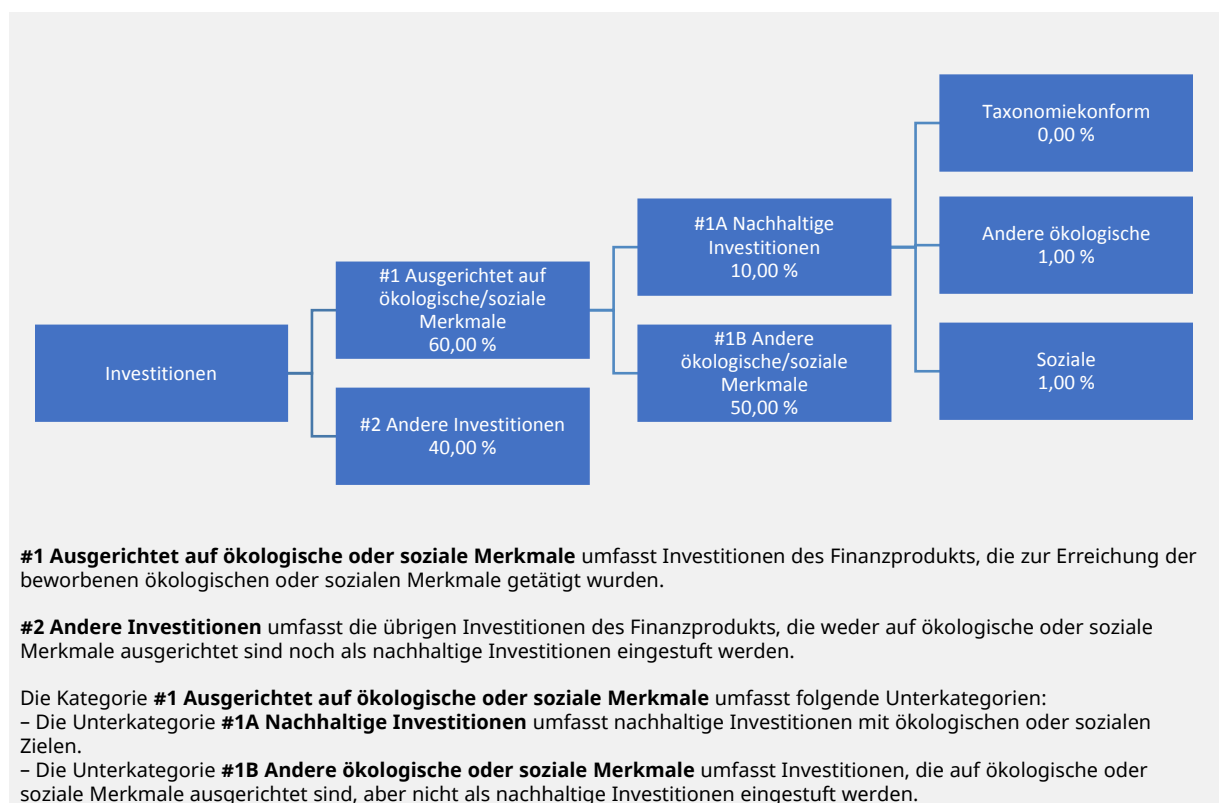 Investitionen
#1 Ausgerichtet auf
ökologische/soziale
Merkmale
60,00 %
#2 Andere Investitionen
40,00 %
#1A Nachhaltige
Investitionen
10,00 %
#1B Andere
ökologische/soziale
Merkmale
50,00 %
Taxonomiekonform
0,00 %
Andere ökologische
1,00 %
Soziale
1,00 %
#1 Ausgerichtet auf ökologische oder soziale Merkmale umfasst Investitionen des Finanzprodukts, die zur Erreichung der
beworbenen ökologischen oder sozialen Merkmale getätigt wurden.
#2 Andere Investitionen umfasst die übrigen Investitionen des Finanzprodukts, die weder auf ökologische oder soziale
Merkmale ausgerichtet sind noch als nachhaltige Investitionen eingestuft werden.
Die Kategorie #1 Ausgerichtet auf ökologische oder soziale Merkmale umfasst folgende Unterkategorien:
– Die Unterkategorie #1A Nachhaltige Investitionen umfasst nachhaltige Investitionen mit ökologischen oder sozialen
Zielen.
– Die Unterkategorie #1B Andere ökologische oder soziale Merkmale umfasst Investitionen, die auf ökologische oder
soziale Merkmale ausgerichtet sind, aber nicht als nachhaltige Investitionen eingestuft werden.